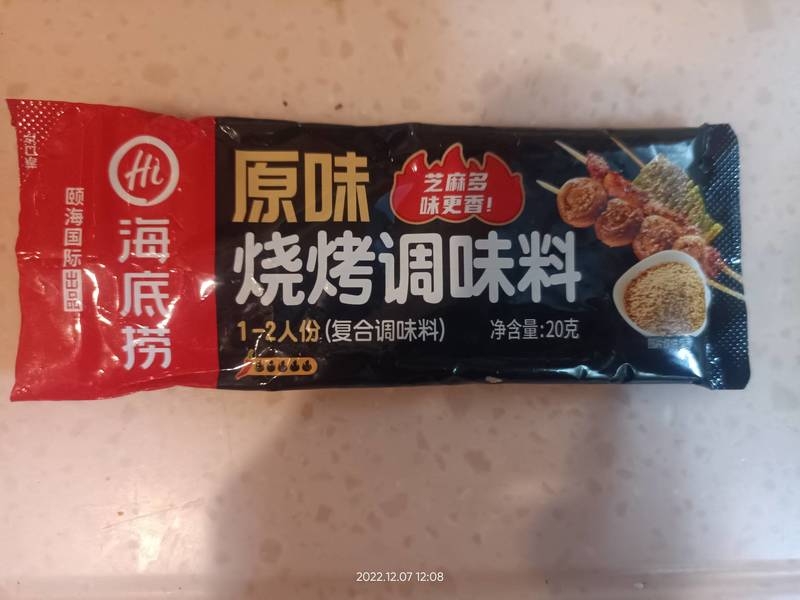 颐海国际出品
Hi
海底捞
原味
芝麻多
味更香!
烧烤调味料
1-2人份(复合调味料)
净含量:20克
2022.12.07 12:08